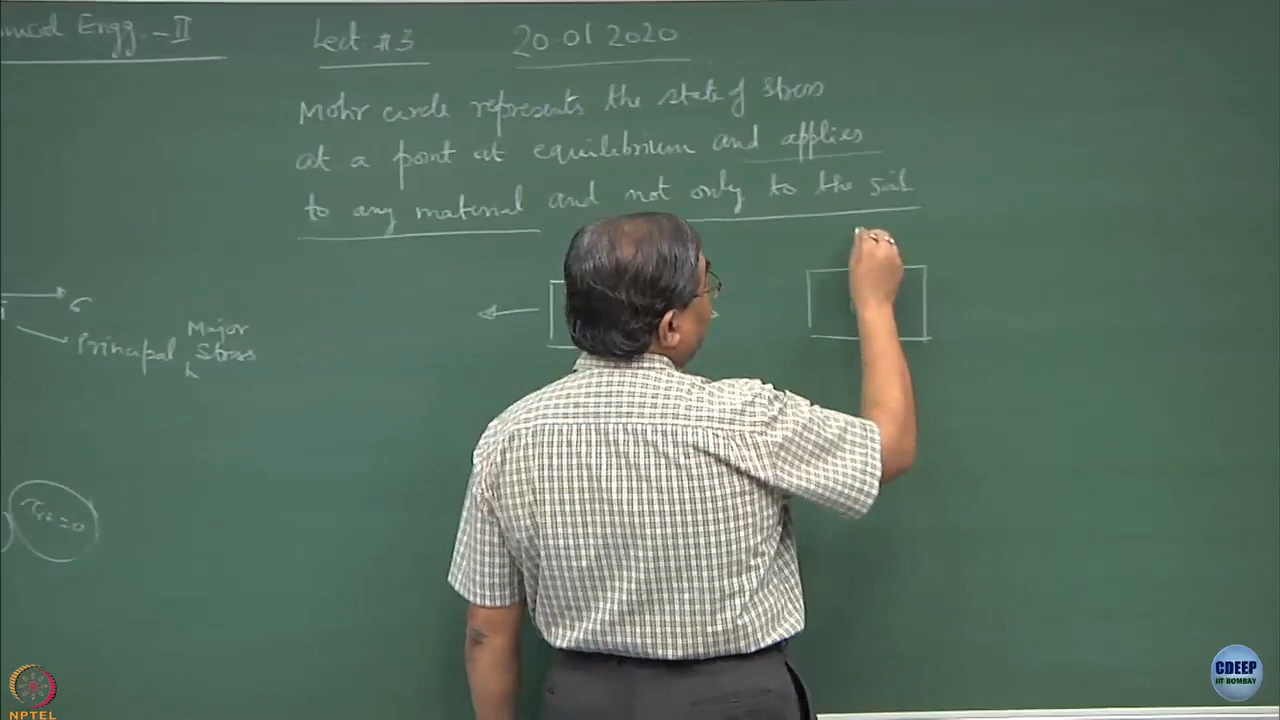 Engg.-II
Lect #3
20.01 2020
Mohr circle represents the state of stress
at a point at equilibrium and applies
to any material and not only to the soil
σ
Major
Principal Stress
= 0
CDEEP
IIT BOMBAY
NPTEL